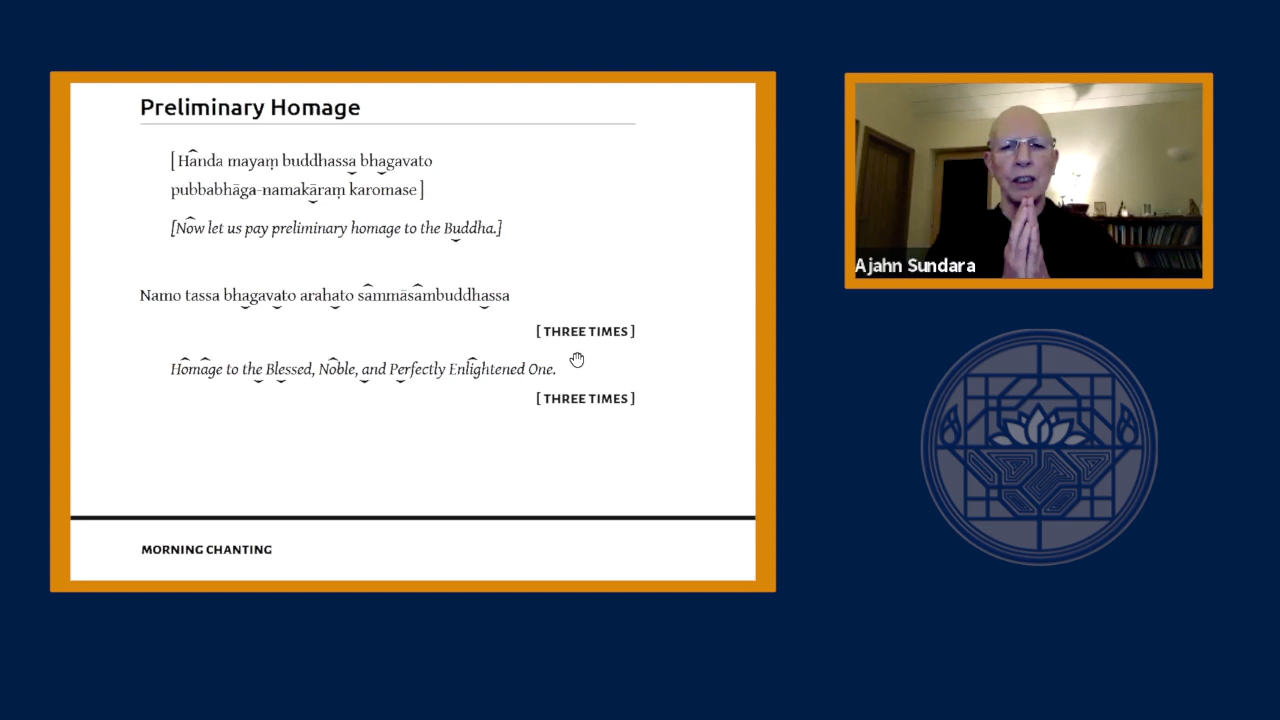 Preliminary Homage
[Handa mayaṃ buddhassa bhagavato
pubbabhāga-namakāraṃ karomase]
[Now let us pay preliminary homage to the Buddha.]
Namo tassa bhagavato arahato sammāsambuddhassa
[ THREE TIMES ]
Homage to the Blessed, Noble, and Perfectly Enlightened One.
[ THREE TIMES ]
MORNING CHANTING
Ajahn Sundara